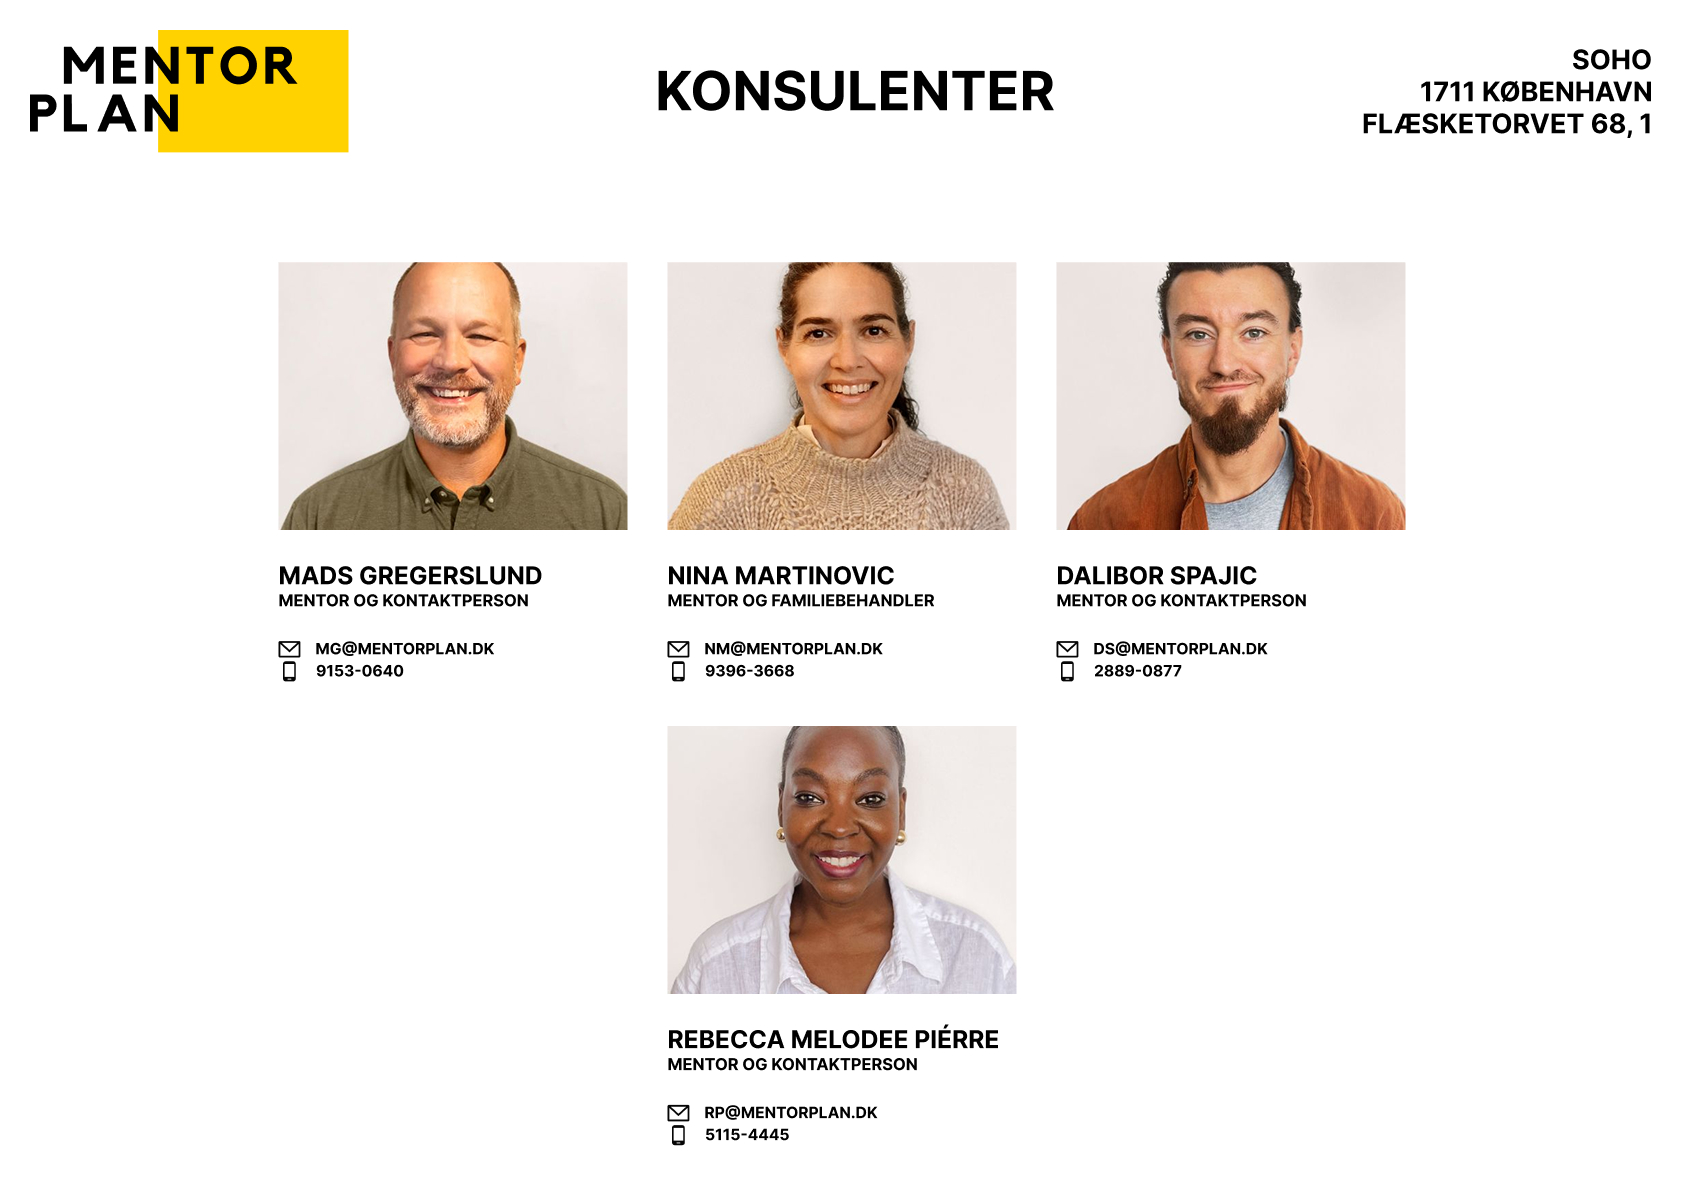 MENTOR
PLAN
KONSULENTER
SOHO
1711 KØBENHAVN
FLÆSKETORVET 68, 1
MADS GREGERSLUND
MENTOR OG KONTAKTPERSON
MG@MENTORPLAN.DK
9153-0640
NINA MARTINOVIC
MENTOR OG FAMILIEBEHANDLER
NM@MENTORPLAN.DK
9396-3668
DALIBOR SPAJIC
MENTOR OG KONTAKTPERSON
DS@MENTORPLAN.DK
2889-0877
REBECCA MELODEE PIÉRRE
MENTOR OG KONTAKTPERSON
RP@MENTORPLAN.DK
5115-4445